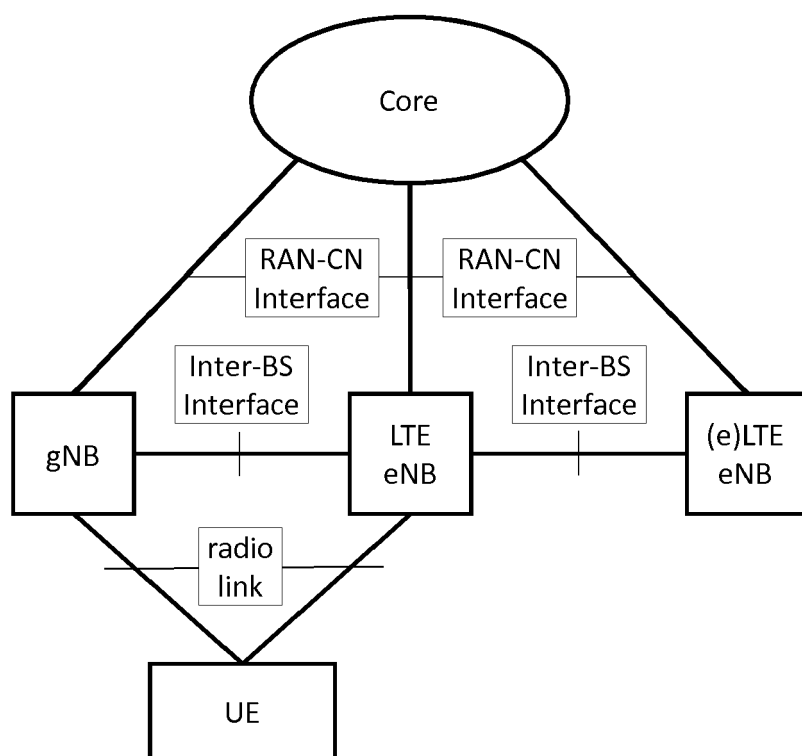 Core
RAN-CN
Interface
RAN-CN
Interface
Inter-BS
Interface
Inter-BS
Interface
gNB
LTE
eNB
(e)LTE
eNB
radio
link
UE